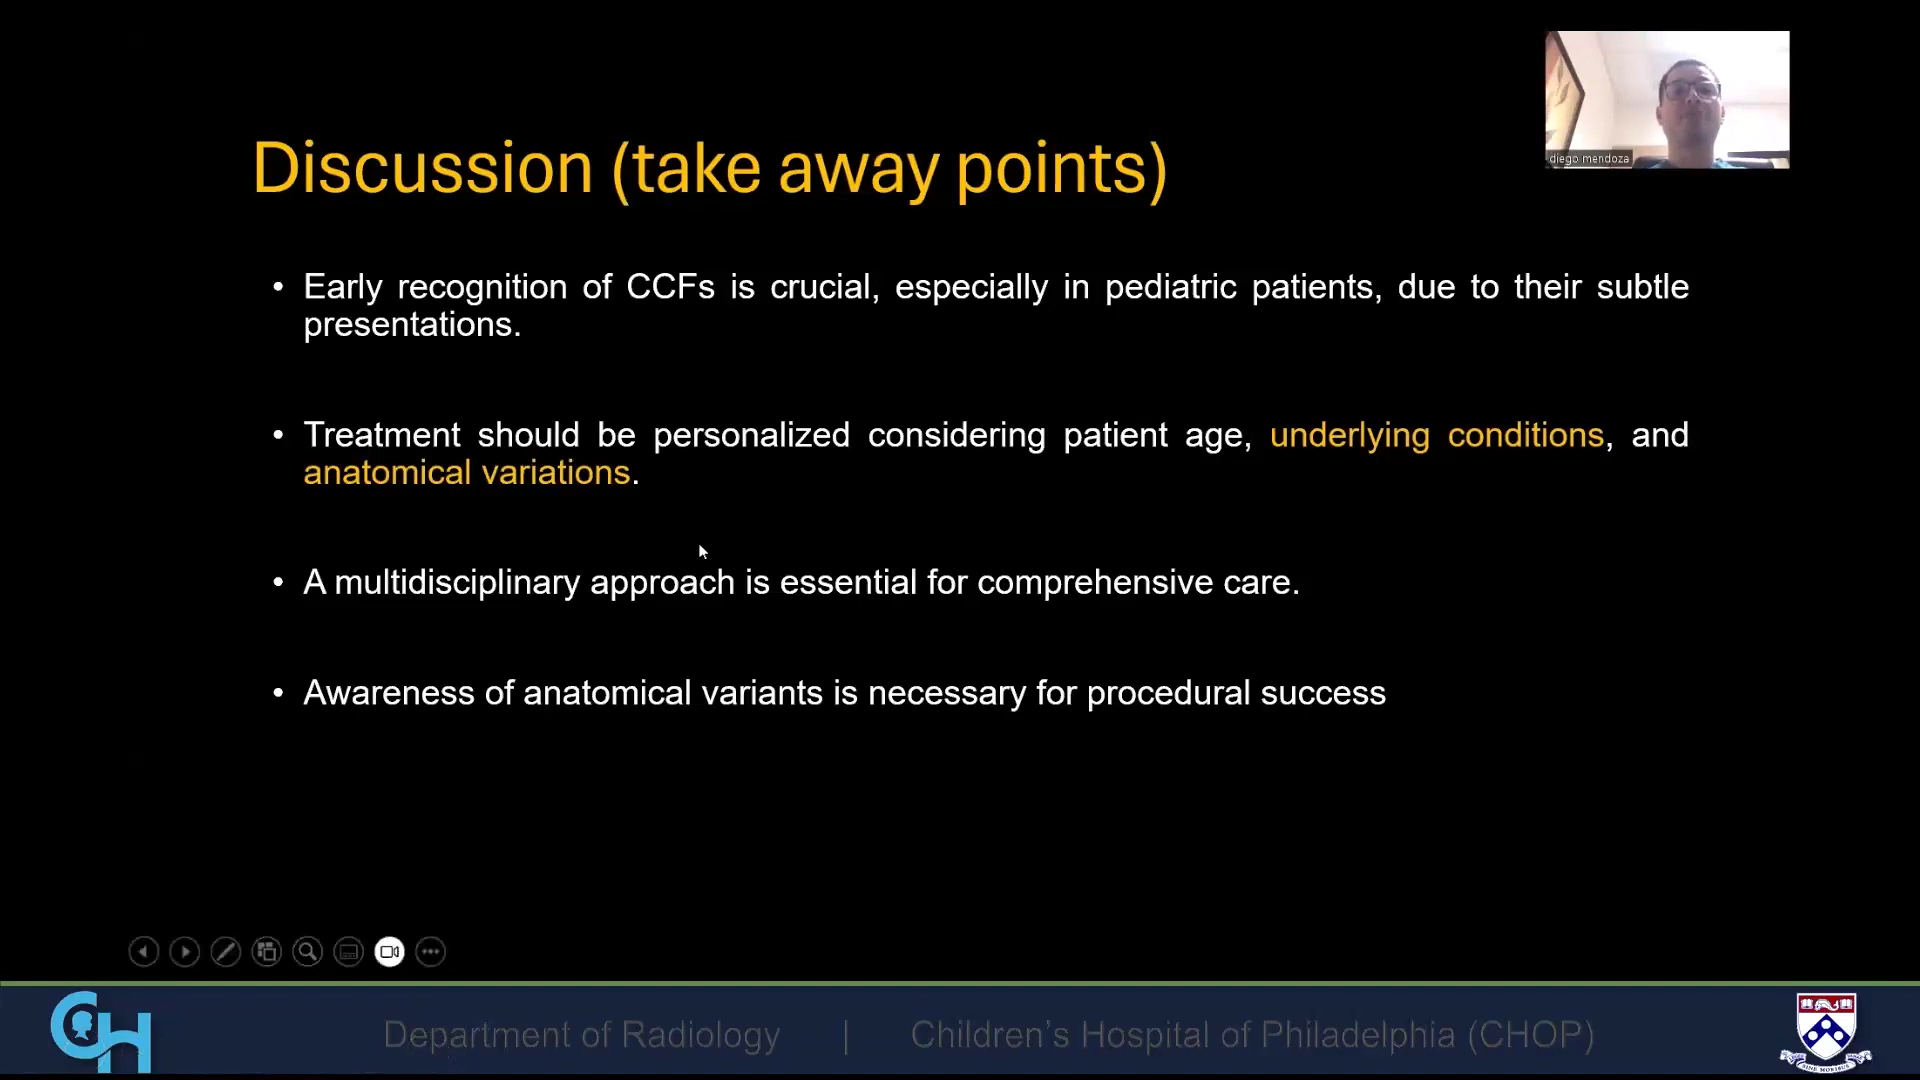 diego mendoza
Discussion (take away points)
• Early recognition of CCFs is crucial, especially in pediatric patients, due to their subtle
presentations.
• Treatment should be personalized considering patient age, underlying conditions, and
anatomical variations.
• A multidisciplinary approach is essential for comprehensive care.
• Awareness of anatomical variants is necessary for procedural success
CH
Department of Radiology | Children’s Hospital of Philadelphia (CHOP)